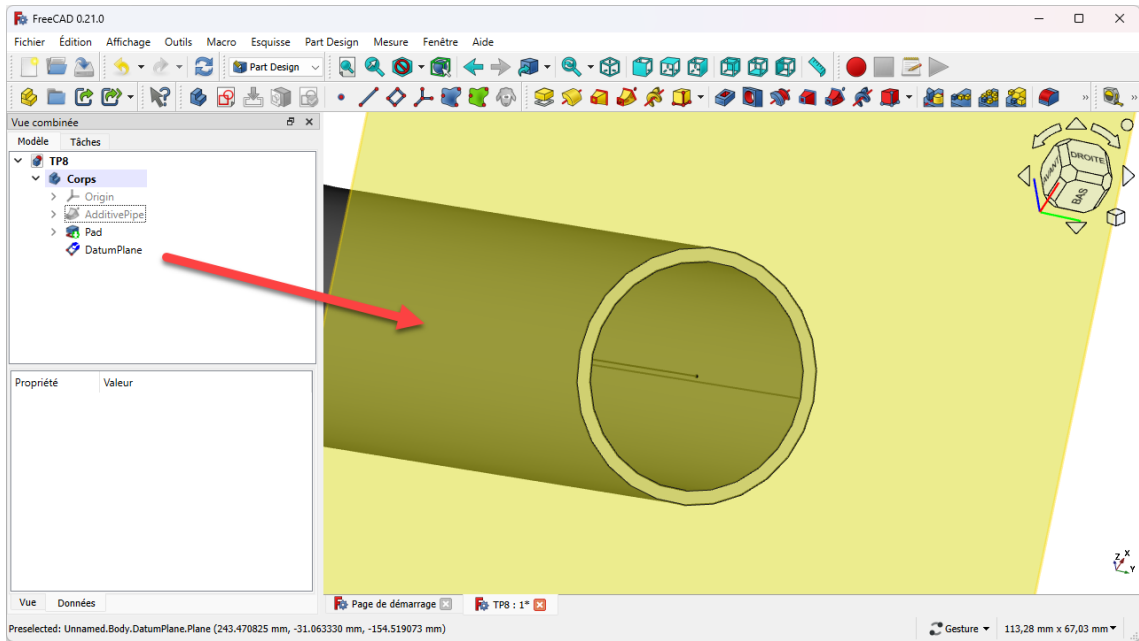 FreeCAD 0.21.0
Fichier Édition Affichage Outils Macro Esquisse Part Design Mesure Fenêtre Aide
Part Design
Vue combinée
Modèle Tâches
TP8
Corps
Origin
AdditivePipe
Pad
DatumPlane
DROITE
AVANT
BAS
Propriété Valeur
Z X
Y
Vue Données
Page de démarrage
TP8 : 1*
Preselected: Unnamed.Body.DatumPlane.Plane (243.470825 mm, -31.063330 mm, -154.519073 mm)
Gesture
113,28 mm x 67,03 mm